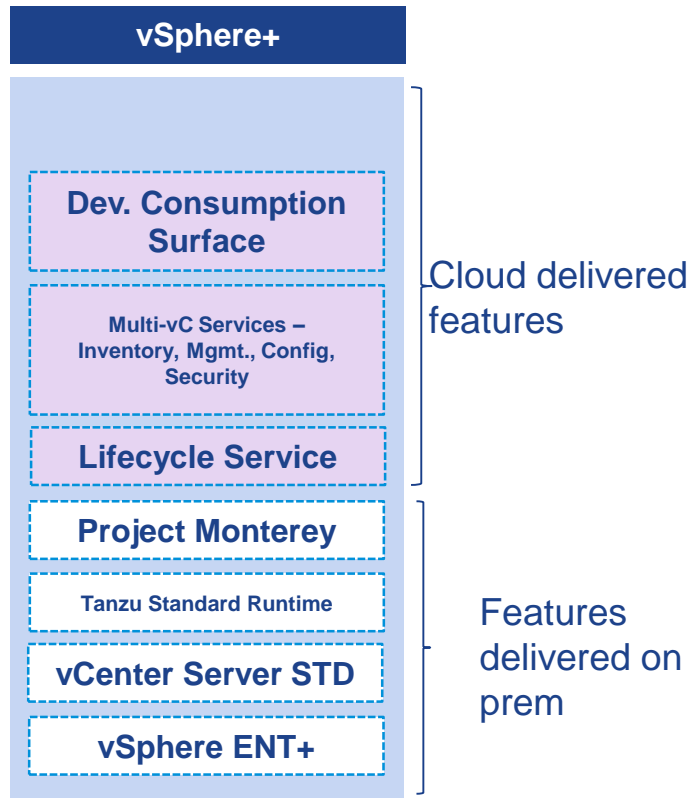 vSphere+
Dev. Consumption
Surface
Cloud delivered
features
Multi-vC Services –
Inventory, Mgmt., Config,
Security
Lifecycle Service
Project Monterey
Tanzu Standard Runtime
Features
delivered on
prem
vCenter Server STD
vSphere ENT+